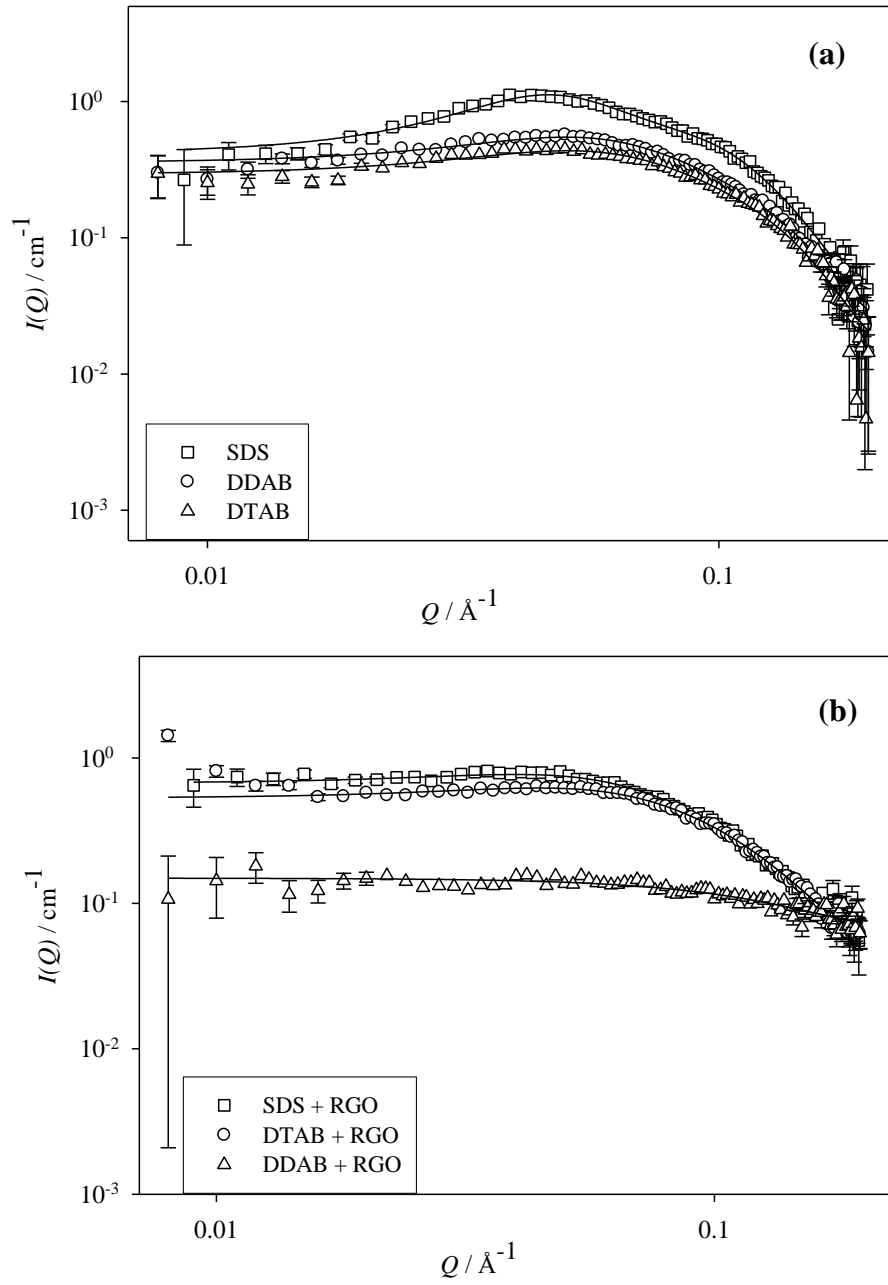 (a)
10^0
10^-1
10^-2
10^-3
I(Q) / cm^-1
SDS
DDAB
DTAB
0.01 0.1
Q / Å^-1
(b)
10^0
10^-1
10^-2
10^-3
I(Q) / cm^-1
SDS + RGO
DTAB + RGO
DDAB + RGO
0.01 0.1
Q / Å^-1